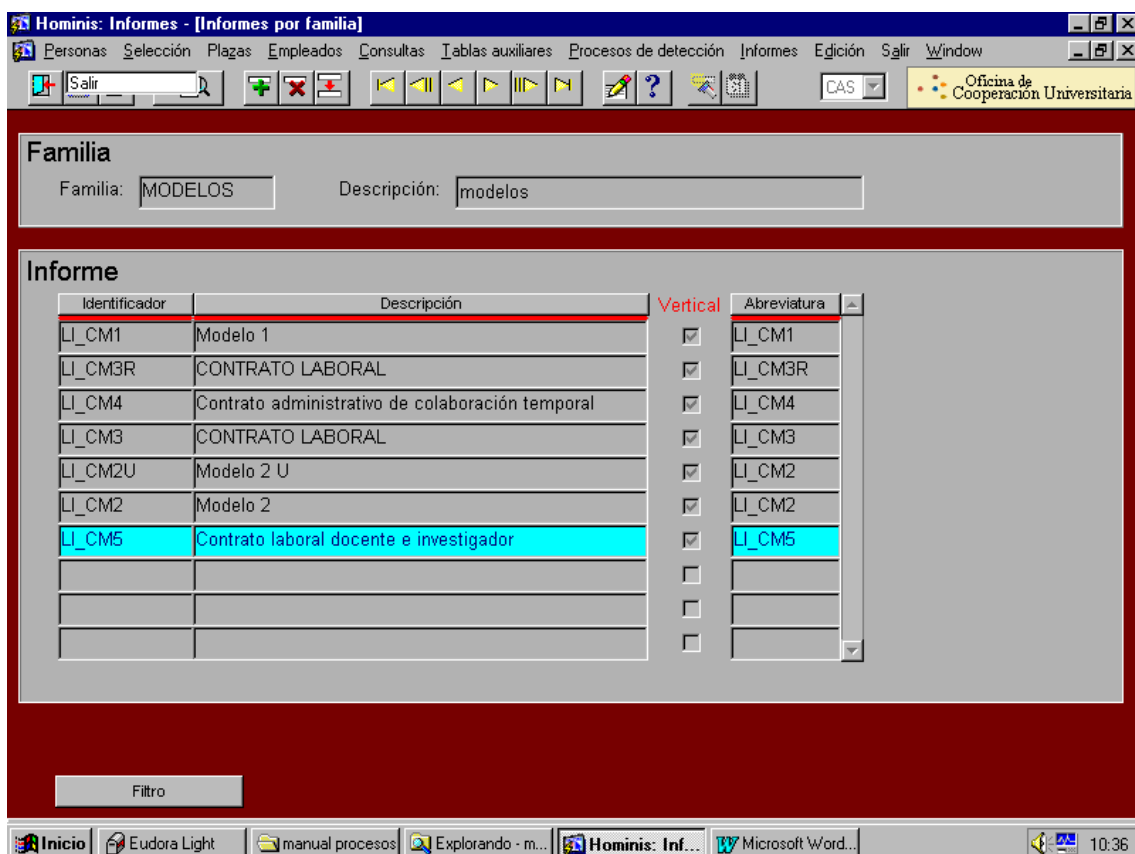 Hominis: Informes - [Informes por familia]
Personas Selección Plazas Empleados Consultas Tablas auxiliares Procesos de detección Informes Edición Salir Window
Salir
CAS
Oficina de
Cooperación Universitaria
Familia
Familia: MODELOS Descripción: modelos
Informe
Identificador Descripción Vertical Abreviatura
LI_CM1 Modelo 1 LI_CM1
LI_CM3R CONTRATO LABORAL LI_CM3R
LI_CM4 Contrato administrativo de colaboración temporal LI_CM4
LI_CM3 CONTRATO LABORAL LI_CM3
LI_CM2U Modelo 2 U LI_CM2
LI_CM2 Modelo 2 LI_CM2
LI_CM5 Contrato laboral docente e investigador LI_CM5
Filtro
Inicio Eudora Light manual procesos Explorando - m... Hominis: Inf... Microsoft Word... 10:36